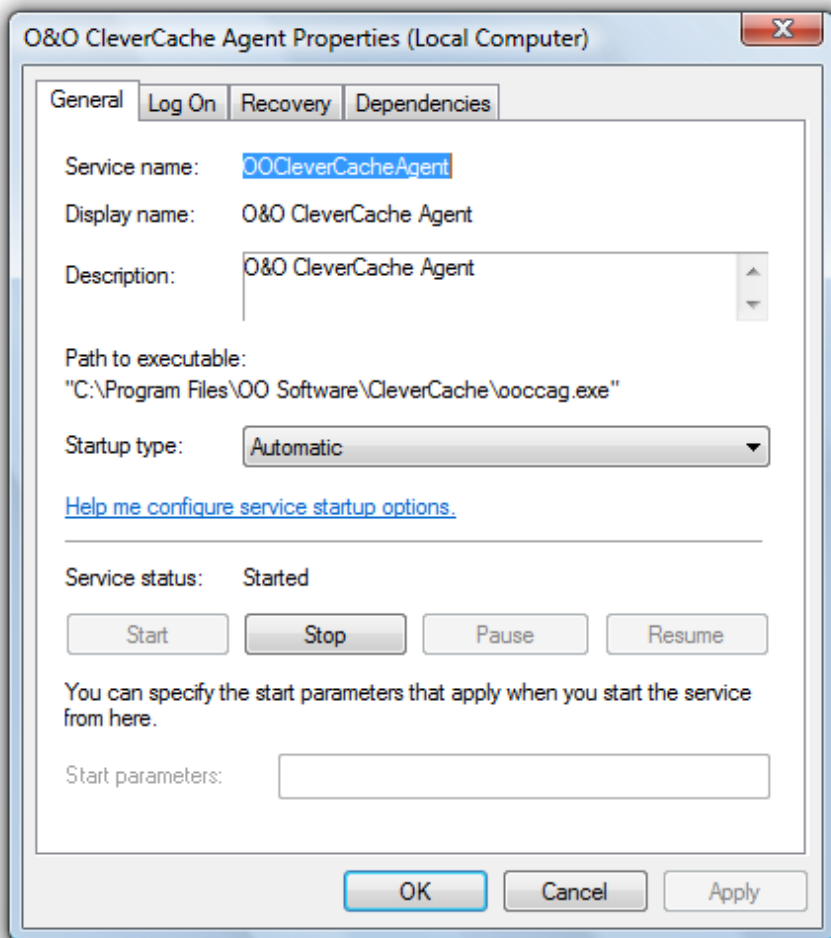 O&O CleverCache Agent Properties (Local Computer)
General Log On Recovery Dependencies
Service name: OOCleverCacheAgent
Display name: O&O CleverCache Agent
Description: O&O CleverCache Agent
Path to executable:
"C:\Program Files\OO Software\CleverCache\ooccag.exe"
Startup type: Automatic
Help me configure service startup options.
Service status: Started
Start Stop Pause Resume
You can specify the start parameters that apply when you start the service
from here.
Start parameters:
OK Cancel Apply